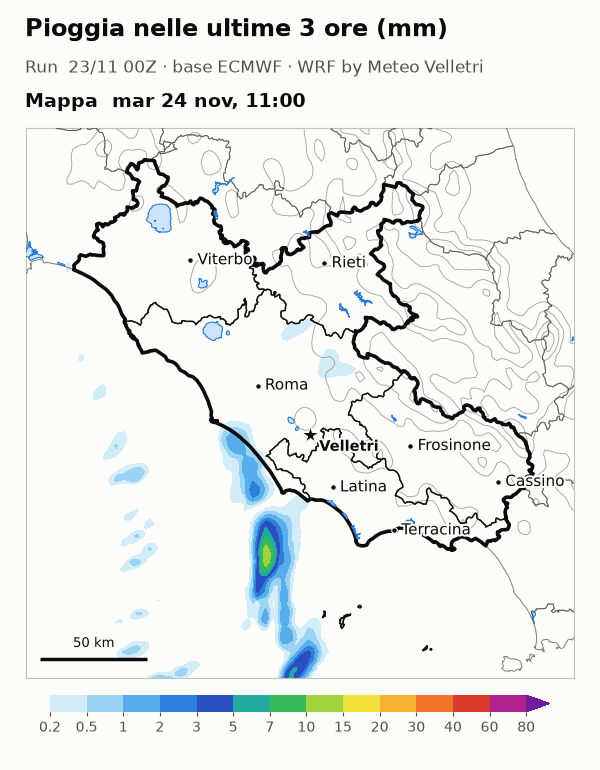 Pioggia nelle ultime 3 ore (mm)
Run  23/11 00Z · base ECMWF · WRF by Meteo Velletri
Mappa  mar 24 nov, 11:00
Viterbo
Rieti
Roma
Velletri
Frosinone
Cassino
Latina
Terracina
50 km
0.2 0.5 1 2 3 5 7 10 15 20 30 40 60 80